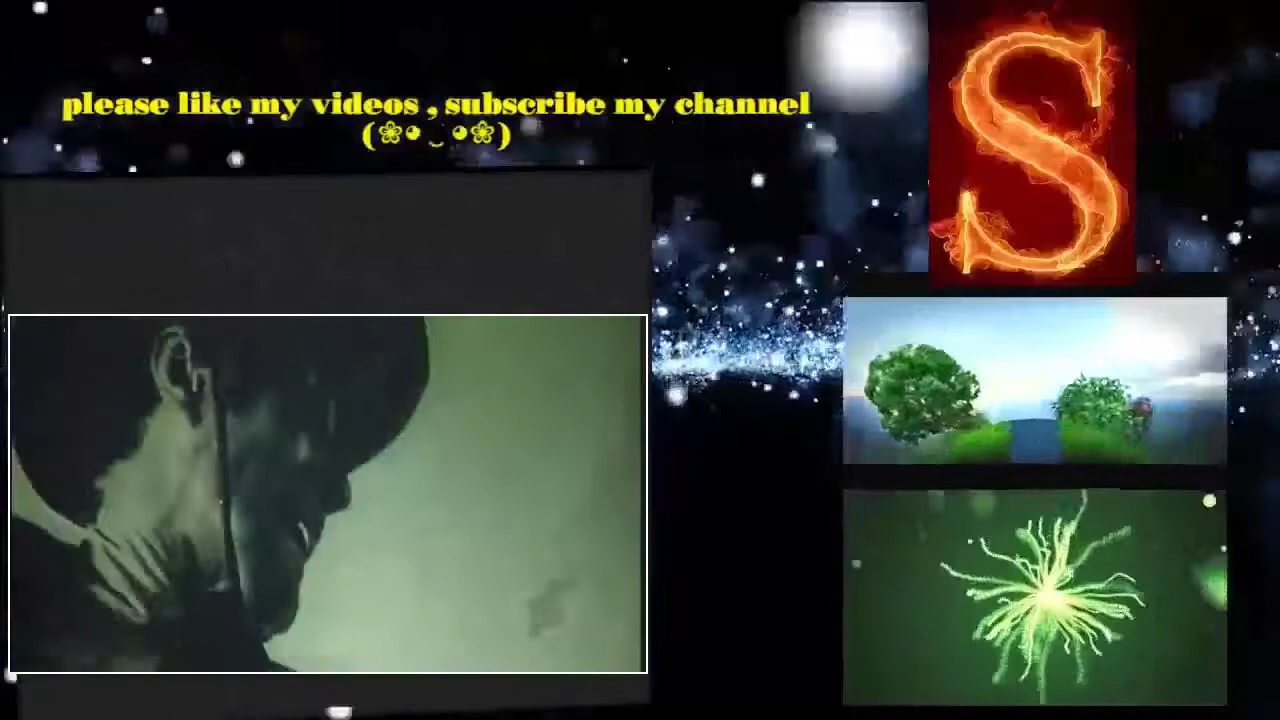 please like my videos , subscribe my channel
(❀◕ ‿ ◕❀)
S